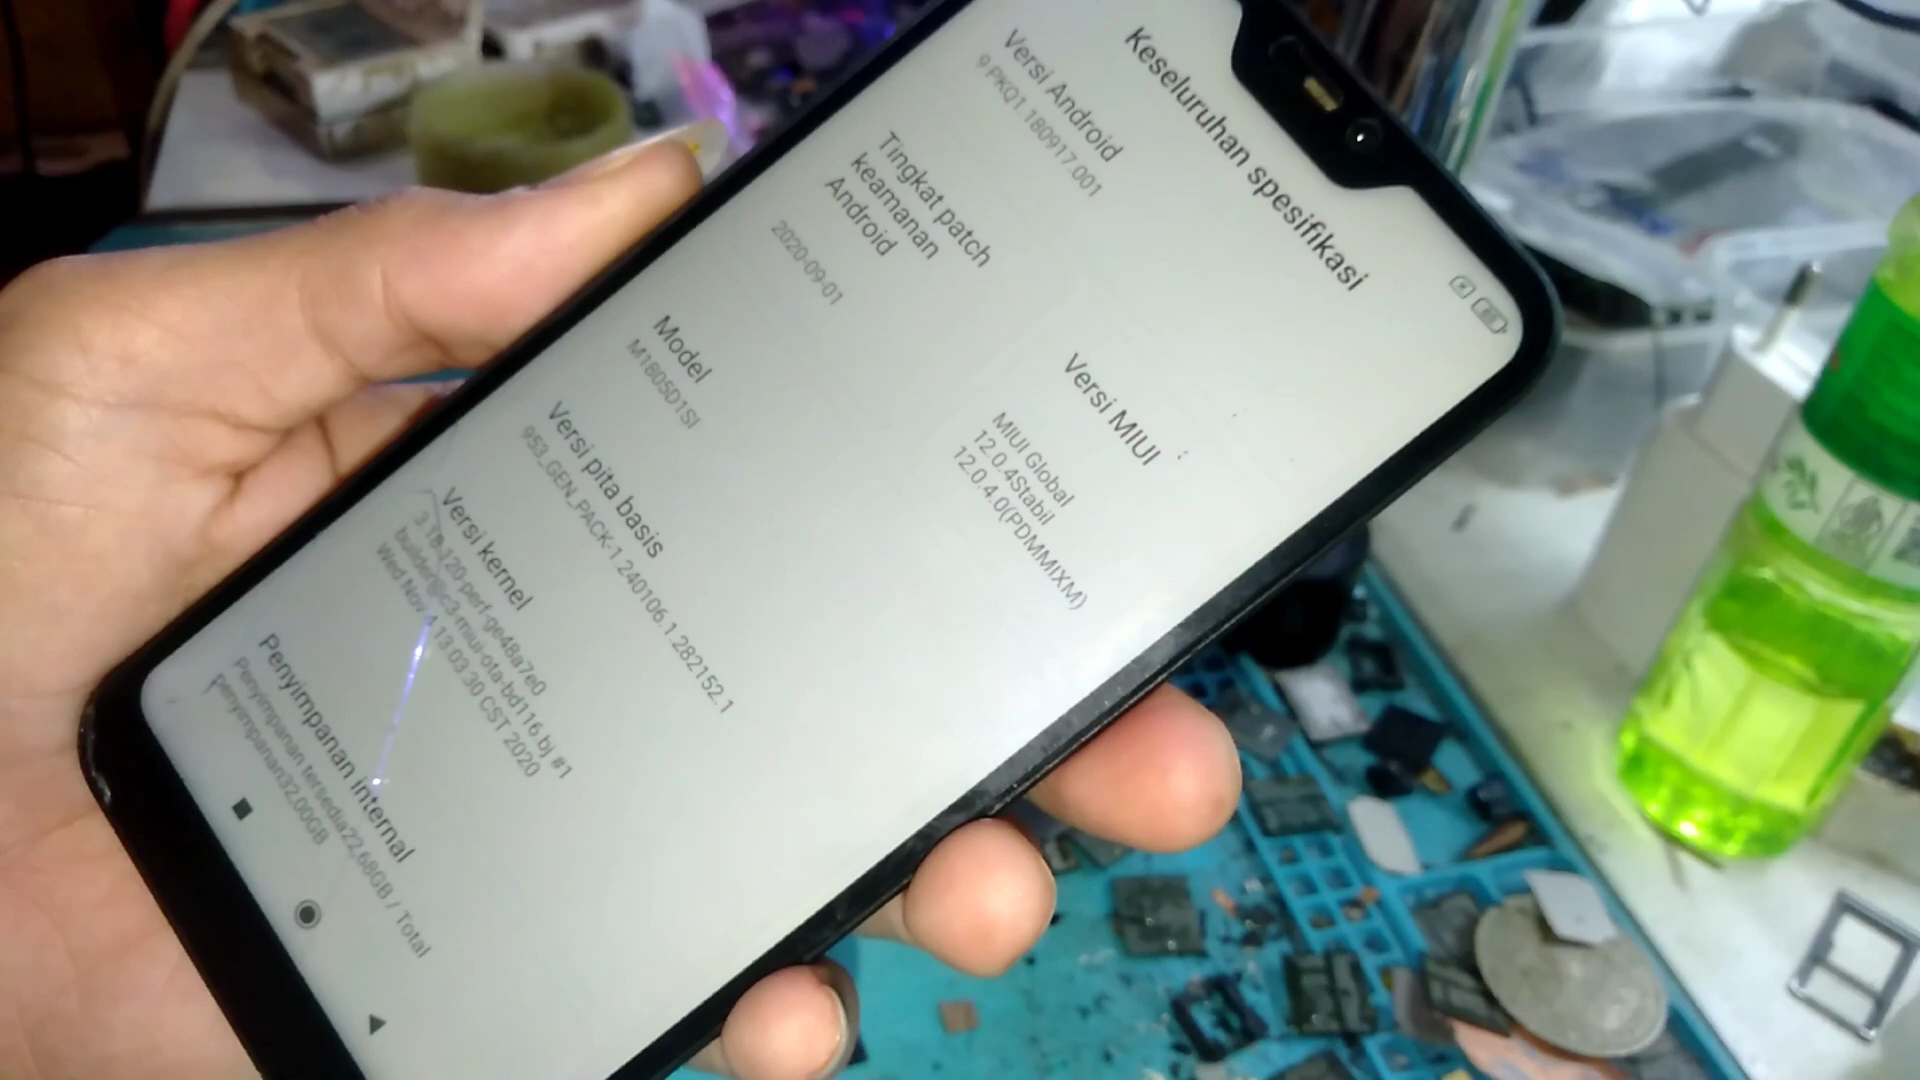 Keseluruhan spesifikasi
Versi MIUI
MIUI Global
12.0.4Stabil
12.0.4.0(PDMMIXM)
Versi Android
9 PKQ1.180917.001
Tingkat patch
keamanan
Android
2020-09-01
Model
M1805D1SI
Versi pita basis
953_GEN_PACK-1.240106.1.282152.1
Versi kernel
120-perf-ge48a7e0
builder@c3-miui-ota-bd116.bj #1
Wed Nov 4 13:03:30 CST 2020
Penyimpanan internal
Penyimpanan tersedia22,68GB / Total
penyimpanan32,00GB